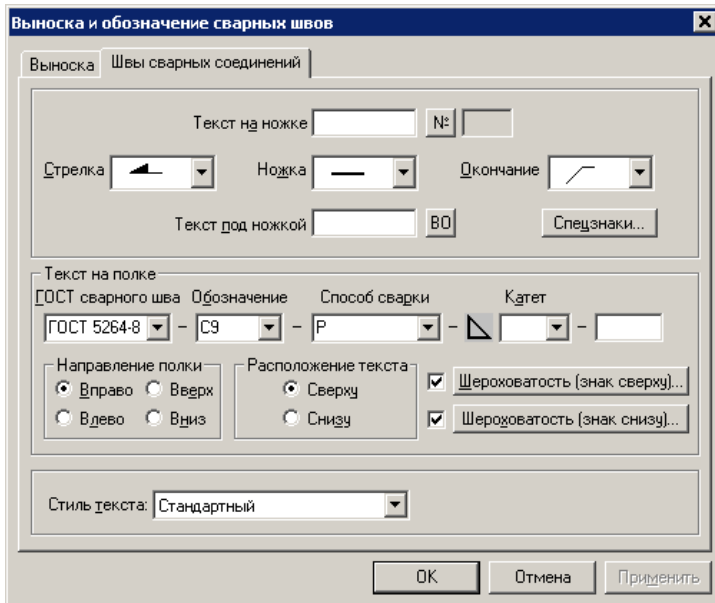 Выноска и обозначение сварных швов
Выноска Швы сварных соединений
Текст на ножке №
Стрелка Ножка Окончание
Текст под ножкой ВО Спецзнаки...
Текст на полке
ГОСТ сварного шва Обозначение Способ сварки Катет
ГОСТ 5264-8 - С9 - Р - -
Направление полки Расположение текста
Вправо Вверх Сверху Шероховатость (знак сверху)...
Влево Вниз Снизу Шероховатость (знак снизу)...
Стиль текста: Стандартный
ОК Отмена Применить